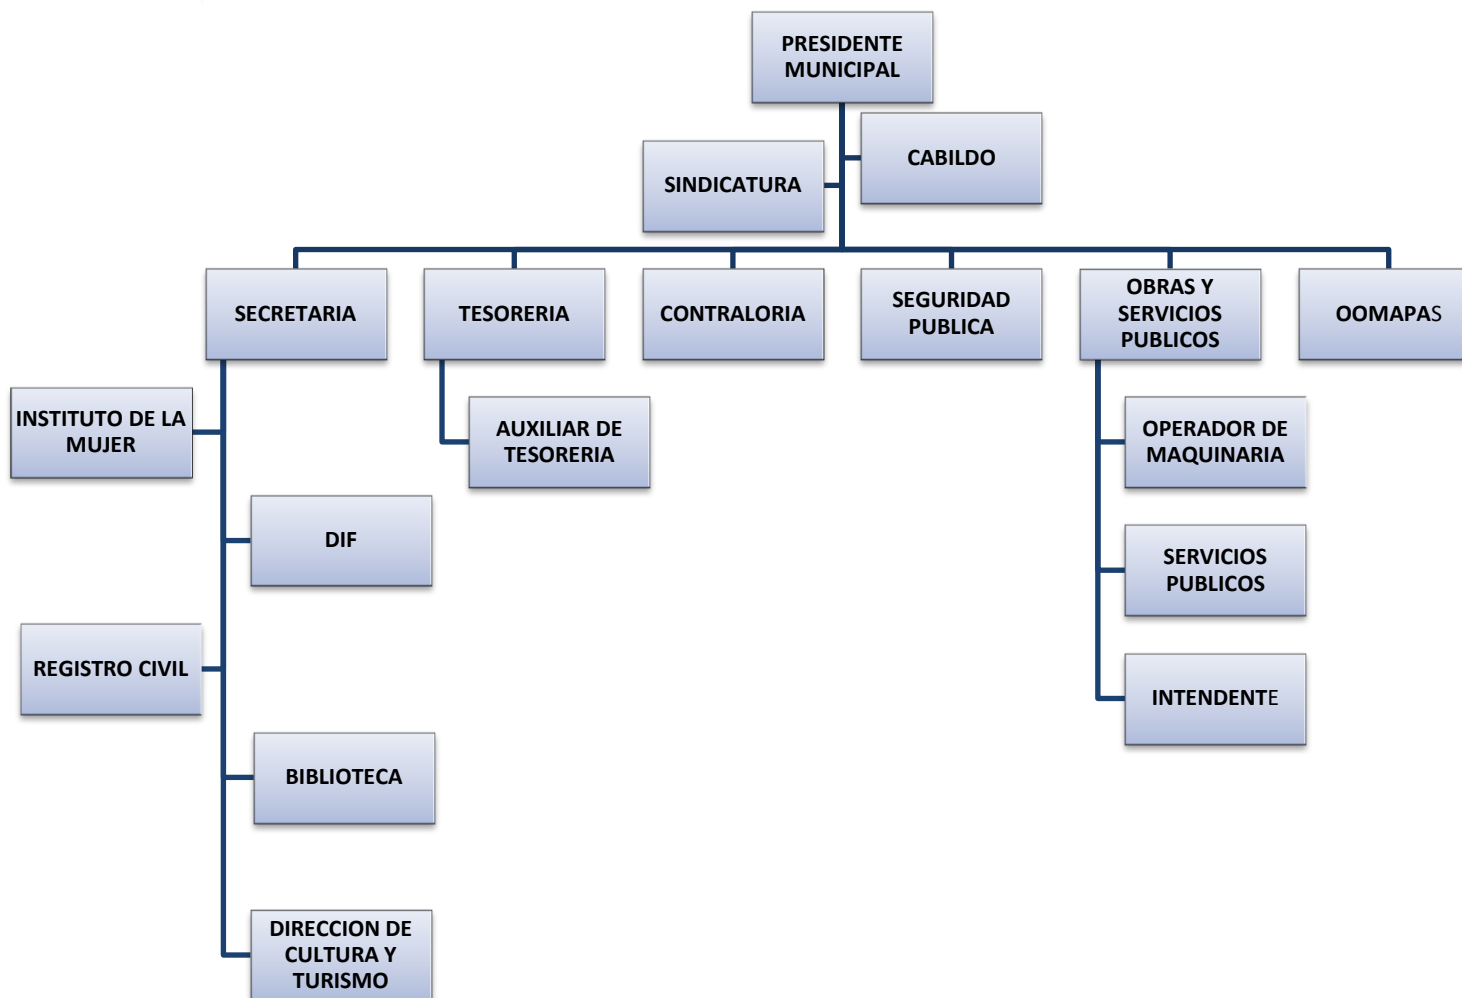 PRESIDENTE
MUNICIPAL
CABILDO
SINDICATURA
SECRETARIA
TESORERIA
CONTRALORIA
SEGURIDAD
PUBLICA
OBRAS Y
SERVICIOS
PUBLICOS
OOMAPAS
INSTITUTO DE LA
MUJER
AUXILIAR DE
TESORERIA
OPERADOR DE
MAQUINARIA
DIF
SERVICIOS
PUBLICOS
REGISTRO CIVIL
INTENDENTE
BIBLIOTECA
DIRECCION DE
CULTURA Y
TURISMO